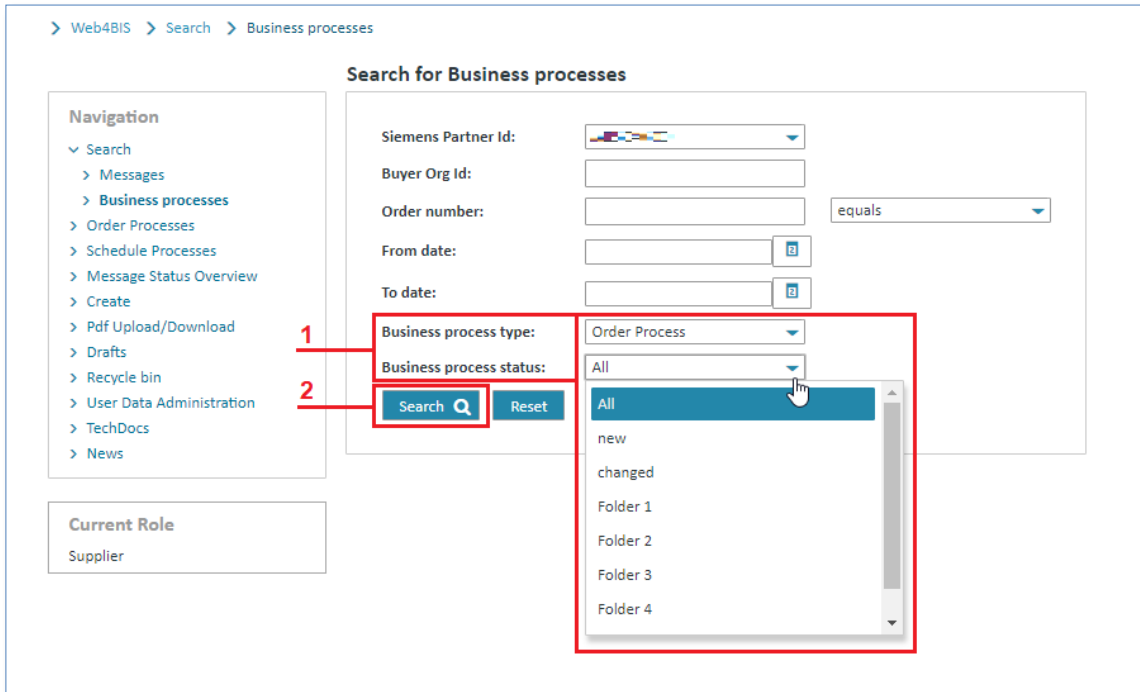 Web4BIS Search Business processes
Search for Business processes
Navigation
Search
Messages
Business processes
Order Processes
Schedule Processes
Message Status Overview
Create
Pdf Upload/Download
Drafts
Recycle bin
User Data Administration
TechDocs
News
Current Role
Supplier
Siemens Partner Id:
Buyer Org Id:
Order number: equals
From date:
To date:
1
Business process type: Order Process
Business process status: All
2
Search Reset
All
new
changed
Folder 1
Folder 2
Folder 3
Folder 4